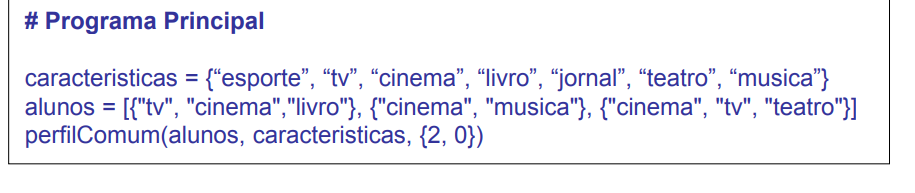 # Programa Principal
caracteristicas = {“esporte”, “tv”, “cinema”, “livro”, “jornal”, “teatro”, “musica”}
alunos = [{"tv", "cinema","livro"}, {"cinema", "musica"}, {"cinema", "tv", "teatro"}]
perfilComum(alunos, caracteristicas, {2, 0})